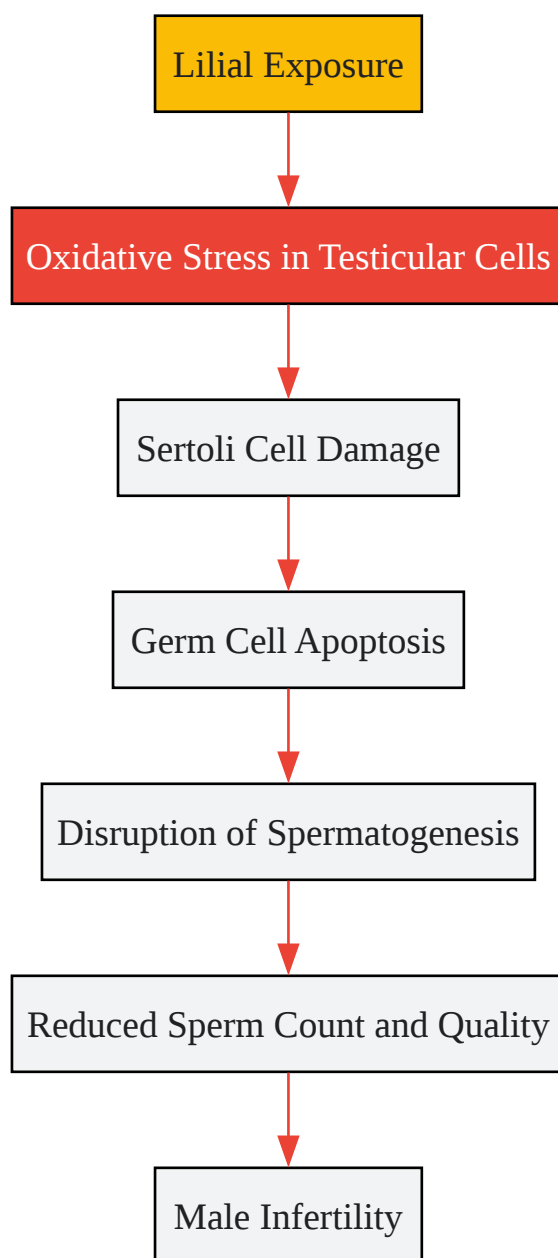 Lilial Exposure
Oxidative Stress in Testicular Cells
Sertoli Cell Damage
Germ Cell Apoptosis
Disruption of Spermatogenesis
Reduced Sperm Count and Quality
Male Infertility